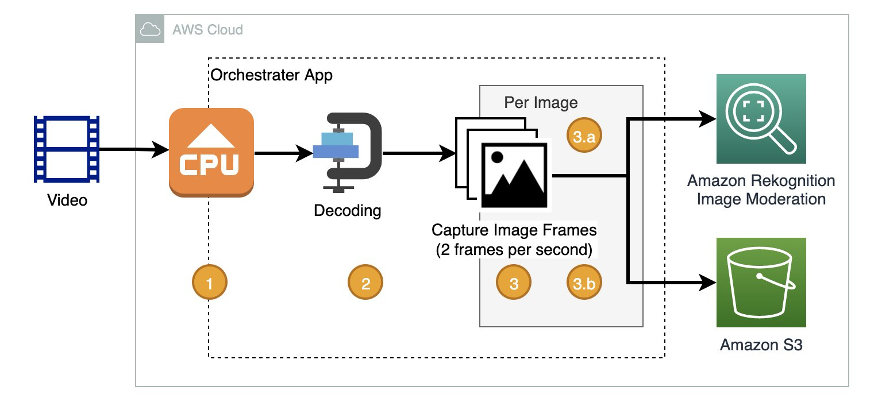 AWS Cloud
Orchestrater App
Per Image
3.a
CPU
Video
Decoding
Capture Image Frames
(2 frames per second)
Amazon Rekognition
Image Moderation
1
2
3
3.b
Amazon S3